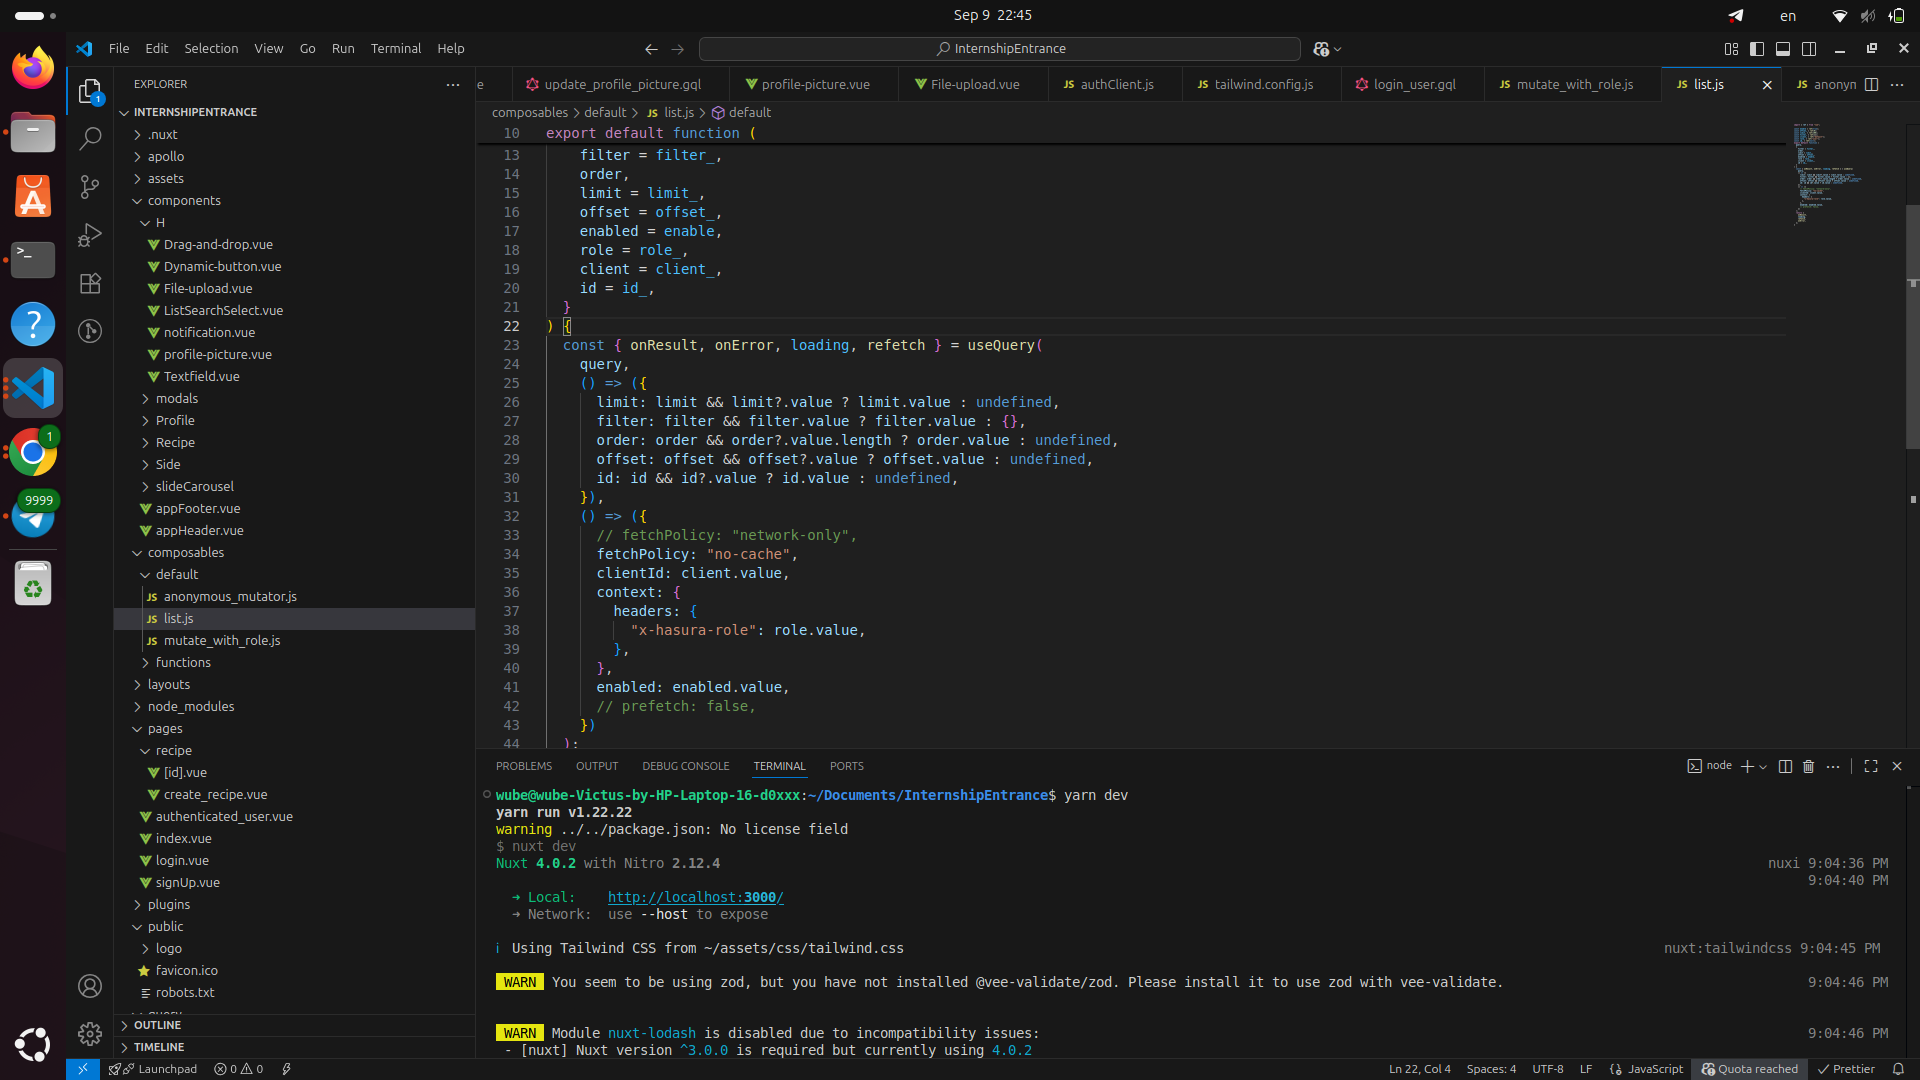 Sep 9 22:45
en
File Edit Selection View Go Run Terminal Help
InternshipEntrance
EXPLORER
INTERNSHIPENTRANCE
.nuxt
apollo
assets
components
H
Drag-and-drop.vue
Dynamic-button.vue
File-upload.vue
ListSearchSelect.vue
notification.vue
profile-picture.vue
Textfield.vue
modals
Profile
Recipe
Side
slideCarousel
appFooter.vue
appHeader.vue
composables
default
JS anonymous_mutator.js
JS list.js
JS mutate_with_role.js
functions
layouts
node_modules
pages
recipe
[id].vue
create_recipe.vue
authenticated_user.vue
index.vue
login.vue
signUp.vue
plugins
public
logo
favicon.ico
robots.txt
OUTLINE
TIMELINE
1
1
9999
e update_profile_picture.gql profile-picture.vue File-upload.vue JS authClient.js JS tailwind.config.js login_user.gql JS mutate_with_role.js JS list.js JS anonyn
composables > default > JS list.js > default
10 export default function (
13 filter = filter_,
14 order,
15 limit = limit_,
16 offset = offset_,
17 enabled = enable,
18 role = role_,
19 client = client_,
20 id = id_,
21 }
22 ) {
23 const { onResult, onError, loading, refetch } = useQuery(
24 query,
25 () => ({
26 limit: limit && limit?.value ? limit.value : undefined,
27 filter: filter && filter.value ? filter.value : {},
28 order: order && order?.value.length ? order.value : undefined,
29 offset: offset && offset?.value ? offset.value : undefined,
30 id: id && id?.value ? id.value : undefined,
31 }),
32 () => ({
33 // fetchPolicy: "network-only",
34 fetchPolicy: "no-cache",
35 clientId: client.value,
36 context: {
37 headers: {
38 "x-hasura-role": role.value,
39 },
40 },
41 enabled: enabled.value,
42 // prefetch: false,
43 })
44 );
PROBLEMS OUTPUT DEBUG CONSOLE TERMINAL PORTS
node
wube@wube-Victus-by-HP-Laptop-16-d0xxx:~/Documents/InternshipEntrance$ yarn dev
yarn run v1.22.22
warning ../../package.json: No license field
$ nuxt dev
Nuxt 4.0.2 with Nitro 2.12.4 nuxi 9:04:36 PM
9:04:40 PM
➜ Local: http://localhost:3000/
➜ Network: use --host to expose
ℹ Using Tailwind CSS from ~/assets/css/tailwind.css nuxt:tailwindcss 9:04:45 PM
WARN You seem to be using zod, but you have not installed @vee-validate/zod. Please install it to use zod with vee-validate. 9:04:46 PM
WARN Module nuxt-lodash is disabled due to incompatibility issues: 9:04:46 PM
- [nuxt] Nuxt version ^3.0.0 is required but currently using 4.0.2
Launchpad 0 0 Ln 22, Col 4 Spaces: 4 UTF-8 LF {} JavaScript Quota reached Prettier